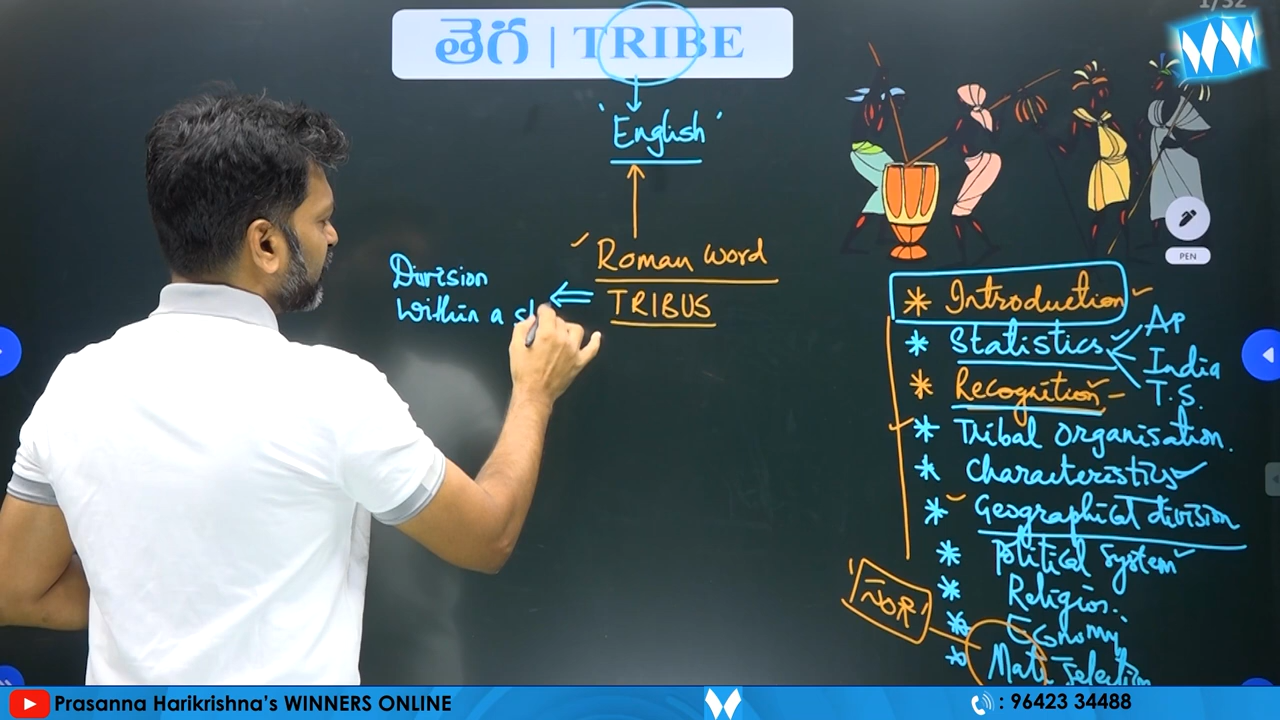 1/32
తెగ | TRIBE
'English'
Roman word
TRIBUS
Division
Within a st
PEN
* Introduction
* Statistics
AP
India
T.S.
* Recognition
* Tribal Organisation.
* Characteristics
* Geographical division
* Political System
* Religion.
* Economy
* Mate Selection
Prasanna Harikrishna's WINNERS ONLINE
: 96423 34488